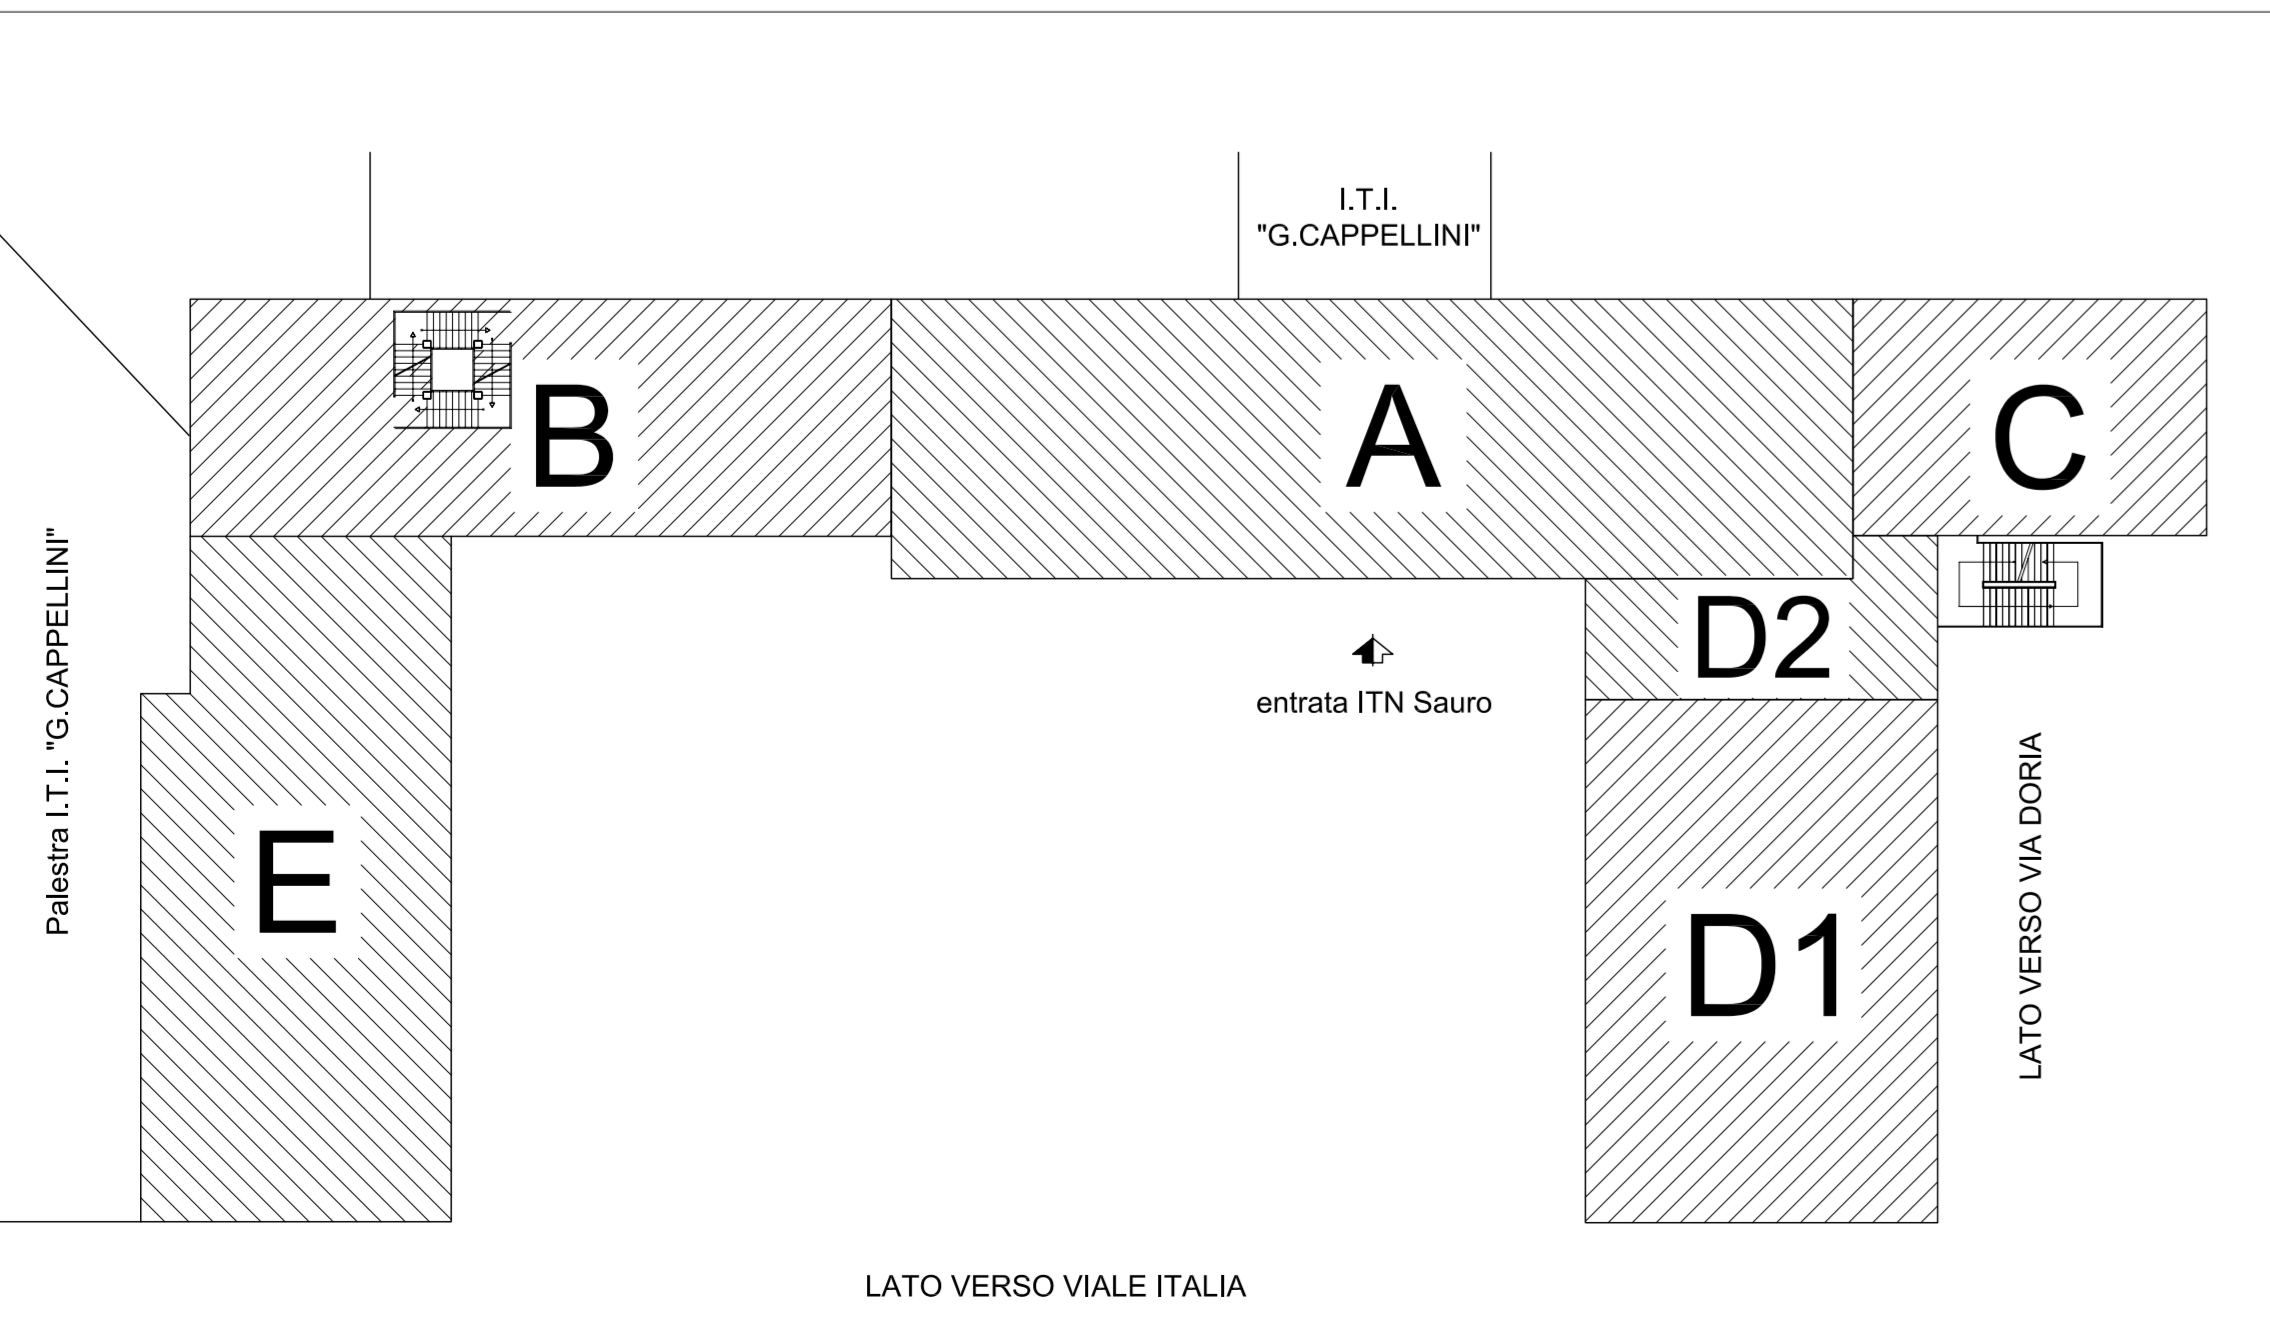 I.T.I.
"G.CAPPELLINI"
B
A
C
D2
entrata ITN Sauro
Palestra I.T.I. "G.CAPPELLINI"
E
D1
LATO VERSO VIA DORIA
LATO VERSO VIALE ITALIA